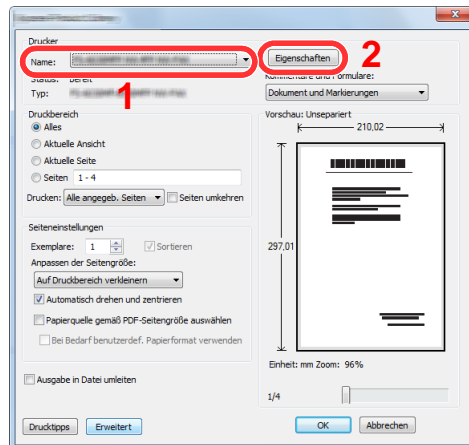 Drucker
Name:
Eigenschaften
2
1
Status: Bereit
Kommentare und Formulare:
Typ:
Dokument und Markierungen
Druckbereich
Alles
Aktuelle Ansicht
Aktuelle Seite
Seiten 1 - 4
Drucken: Alle angegeb. Seiten Seiten umkehren
Seiteneinstellungen
Exemplare: 1 Sortieren
Anpassen der Seitengröße:
Auf Druckbereich verkleinern
Automatisch drehen und zentrieren
Papierquelle gemäß PDF-Seitengröße auswählen
Bei Bedarf benutzerdef. Papierformat verwenden
Ausgabe in Datei umleiten
Drucktipps Erweitert
Vorschau: Unsepariert
210,02
297,01
Einheit: mm Zoom: 96%
1/4
OK Abbrechen